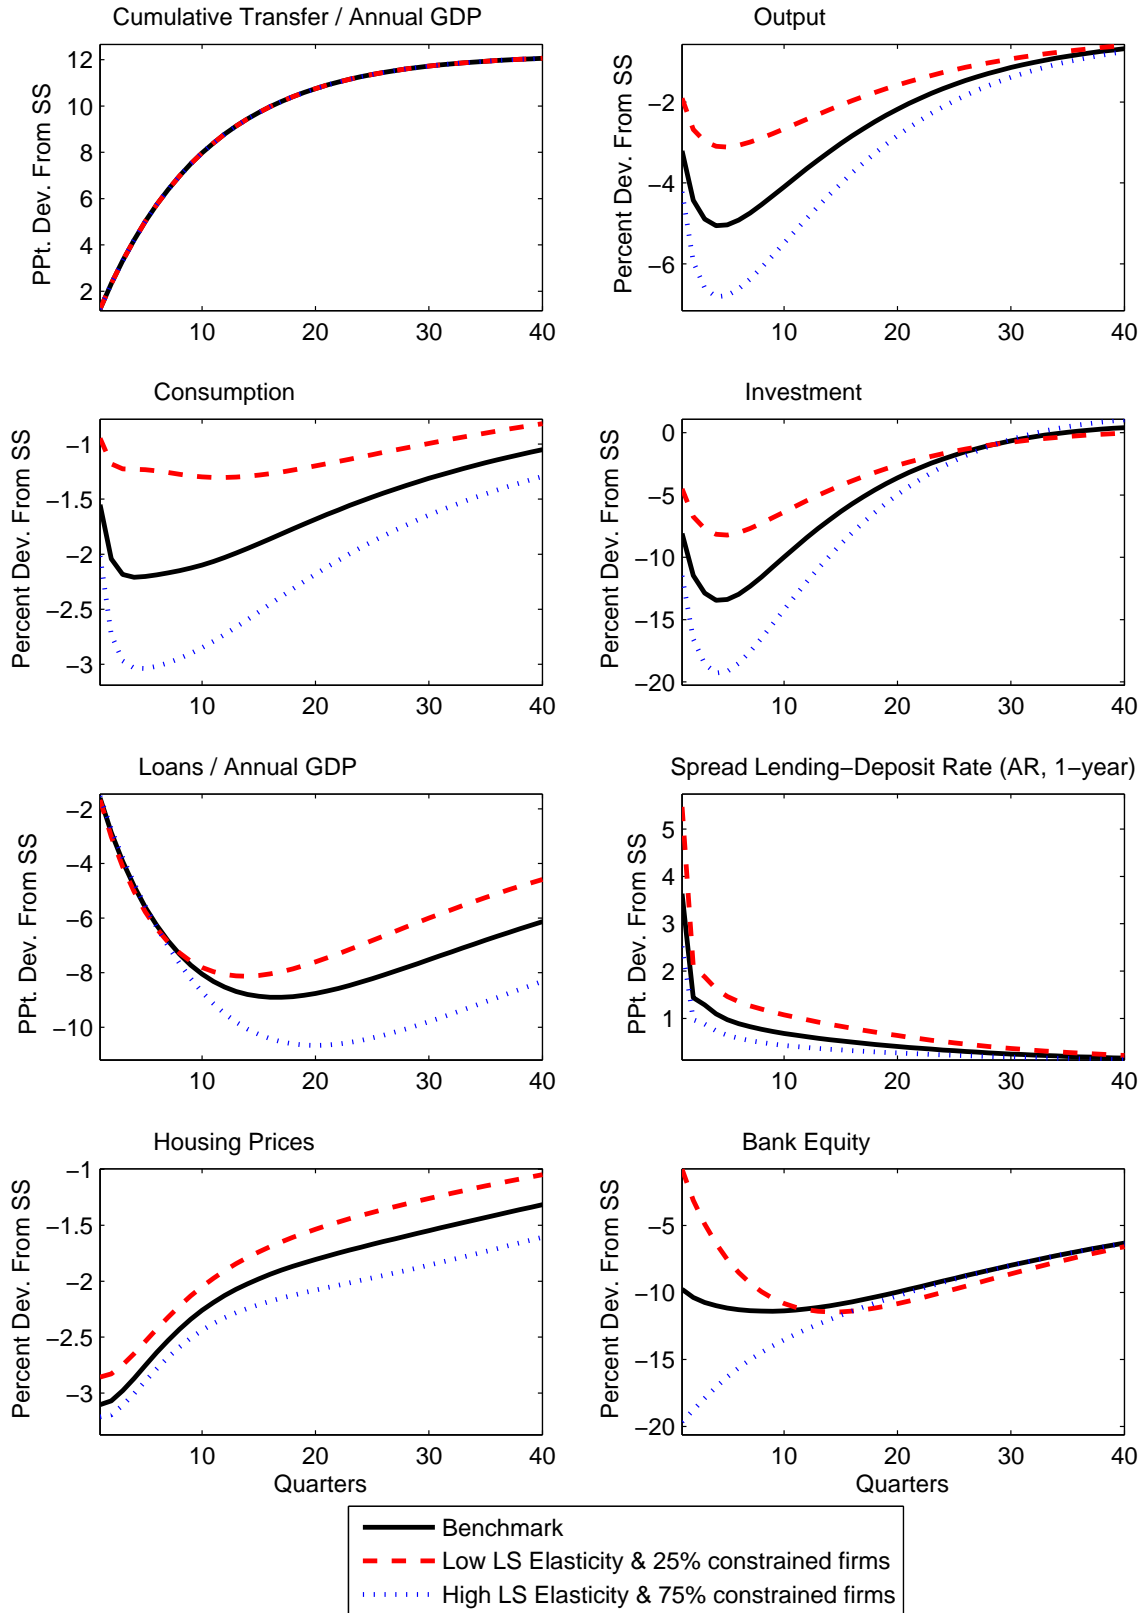 Cumulative Transfer / Annual GDP
PPt. Dev. From SS
12
10
8
6
4
2
10 20 30 40
Output
Percent Dev. From SS
−2
−4
−6
10 20 30 40
Consumption
Percent Dev. From SS
−1
−1.5
−2
−2.5
−3
10 20 30 40
Investment
Percent Dev. From SS
0
−5
−10
−15
−20
10 20 30 40
Loans / Annual GDP
PPt. Dev. From SS
−2
−4
−6
−8
−10
10 20 30 40
Spread Lending−Deposit Rate (AR, 1−year)
PPt. Dev. From SS
5
4
3
2
1
10 20 30 40
Housing Prices
Percent Dev. From SS
−1
−1.5
−2
−2.5
−3
10 20 30 40
Quarters
Bank Equity
Percent Dev. From SS
−5
−10
−15
−20
10 20 30 40
Quarters
Benchmark
Low LS Elasticity & 25% constrained firms
High LS Elasticity & 75% constrained firms